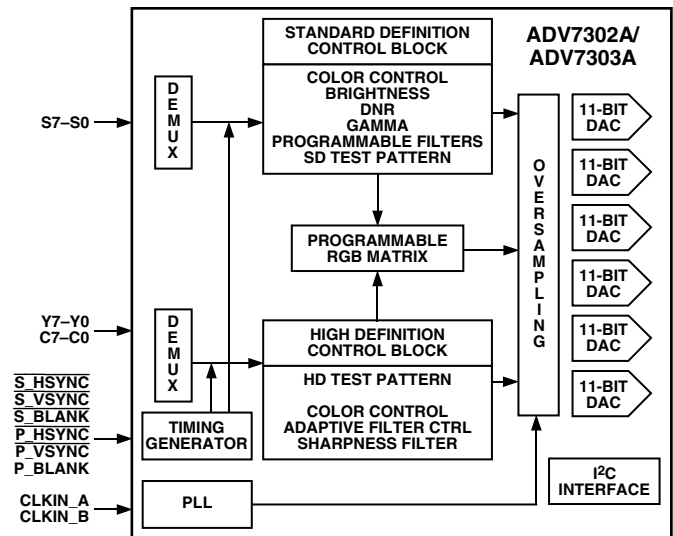 ADV7302A/
ADV7303A
STANDARD DEFINITION
CONTROL BLOCK
COLOR CONTROL
BRIGHTNESS
DNR
GAMMA
PROGRAMMABLE FILTERS
SD TEST PATTERN
DEMUX
S7–S0
11-BIT
DAC
11-BIT
DAC
11-BIT
DAC
11-BIT
DAC
11-BIT
DAC
11-BIT
DAC
OVERSAMPLING
PROGRAMMABLE
RGB MATRIX
Y7–Y0
C7–C0
DEMUX
HIGH DEFINITION
CONTROL BLOCK
HD TEST PATTERN
COLOR CONTROL
ADAPTIVE FILTER CTRL
SHARPNESS FILTER
S_HSYNC
S_VSYNC
S_BLANK
P_HSYNC
P_VSYNC
P_BLANK
TIMING
GENERATOR
CLKIN_A
CLKIN_B
PLL
I²C
INTERFACE